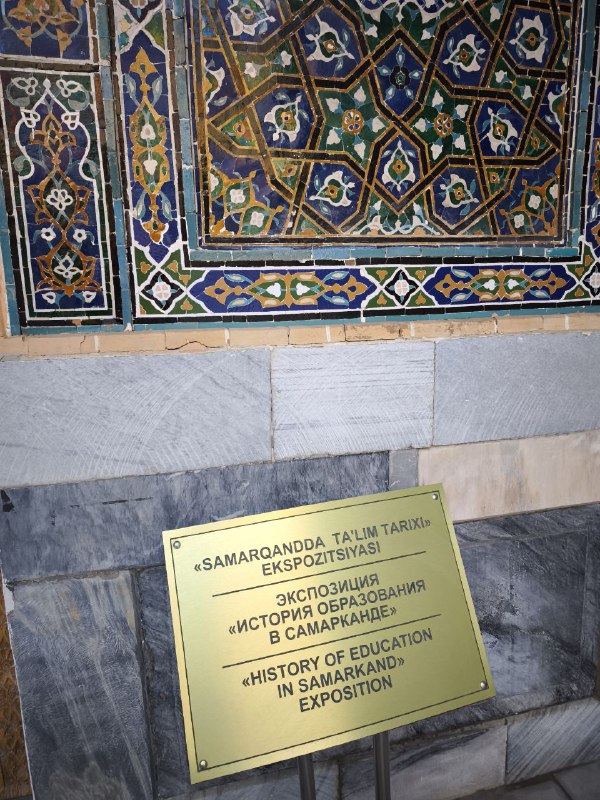 «SAMARQANDDA TA'LIM TARIXI»
EKSPOZITSIYASI
ЭКСПОЗИЦИЯ
«ИСТОРИЯ ОБРАЗОВАНИЯ
В САМАРКАНДЕ»
«HISTORY OF EDUCATION
IN SAMARKAND»
EXPOSITION